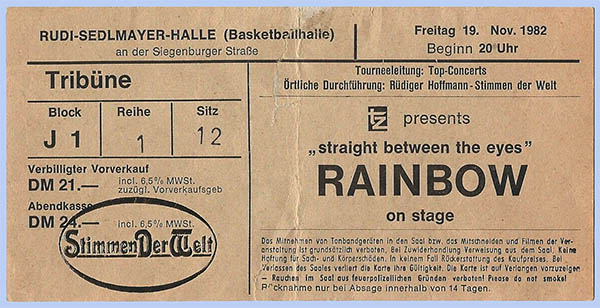 RUDI-SEDLMAYER-HALLE (Basketballhalle)
an der Siegenburger Straße
Freitag 19. Nov. 1982
Beginn 20 Uhr
Tribüne
Block Reihe Sitz
J 1 1 12
Verbilligter Vorverkauf
DM 21.— incl. 6,5% MWSt.
zuzügl. Vorverkaufsgeb
Abendkasse
DM 24.— incl. 6,5% MWSt.
StimmenDerWelt
Tourneeleitung: Top-Concerts
Örtliche Durchführung: Rüdiger Hoffmann-Stimmen der Welt
tz presents
„straight between the eyes"
RAINBOW
on stage
Das Mitnehmen von Tonbandgeräten in den Saal bzw. das Mitschneiden und Filmen der Ver-
anstaltung ist grundsätzlich verboten. Bei Zuwiderhandlung Verweisung aus dem Saal. Keine
Haftung für Sach- und Körperschäden. In keinem Fall Rückerstattung des Kaufpreises. Bei
Verlassen des Saales verliert die Karte ihre Gültigkeit. Die Karte ist auf Verlangen vorzuzeigen
— Rauchen im Saal aus feuerpolizeilichen Gründen verboten! Please do not smoke!
Rücknahme nur bei Absage innerhalb von 14 Tagen.